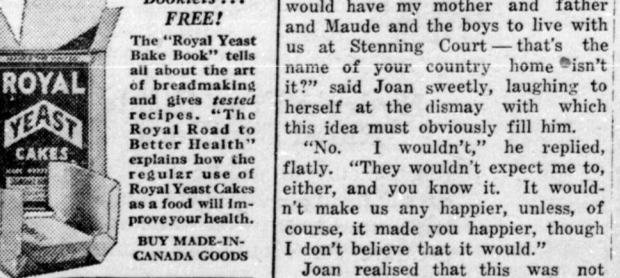 Booklets . . .
FREE!
The "Royal Yeast
Bake Book" tells
all about the art
of breadmaking
and gives tested
recipes. "The
Royal Road to
Better Health"
explains how the
regular use of
Royal Yeast Cakes
as a food will im-
prove your health.
BUY MADE-IN-
CANADA GOODS
ROYAL
YEAST
CAKES
would have my mother and father
and Maude and the boys to live with
us at Stenning Court — that's the
name of your country home isn't
it?" said Joan sweetly, laughing to
herself at the dismay with which
this idea must obviously fill him.
"No. I wouldn't," he replied,
flatly. "They wouldn't expect me to,
either, and you know it. It would-
n't make us any happier, unless, of
course, it made you happier, though
I don't believe that it would."
Joan realised that this was not